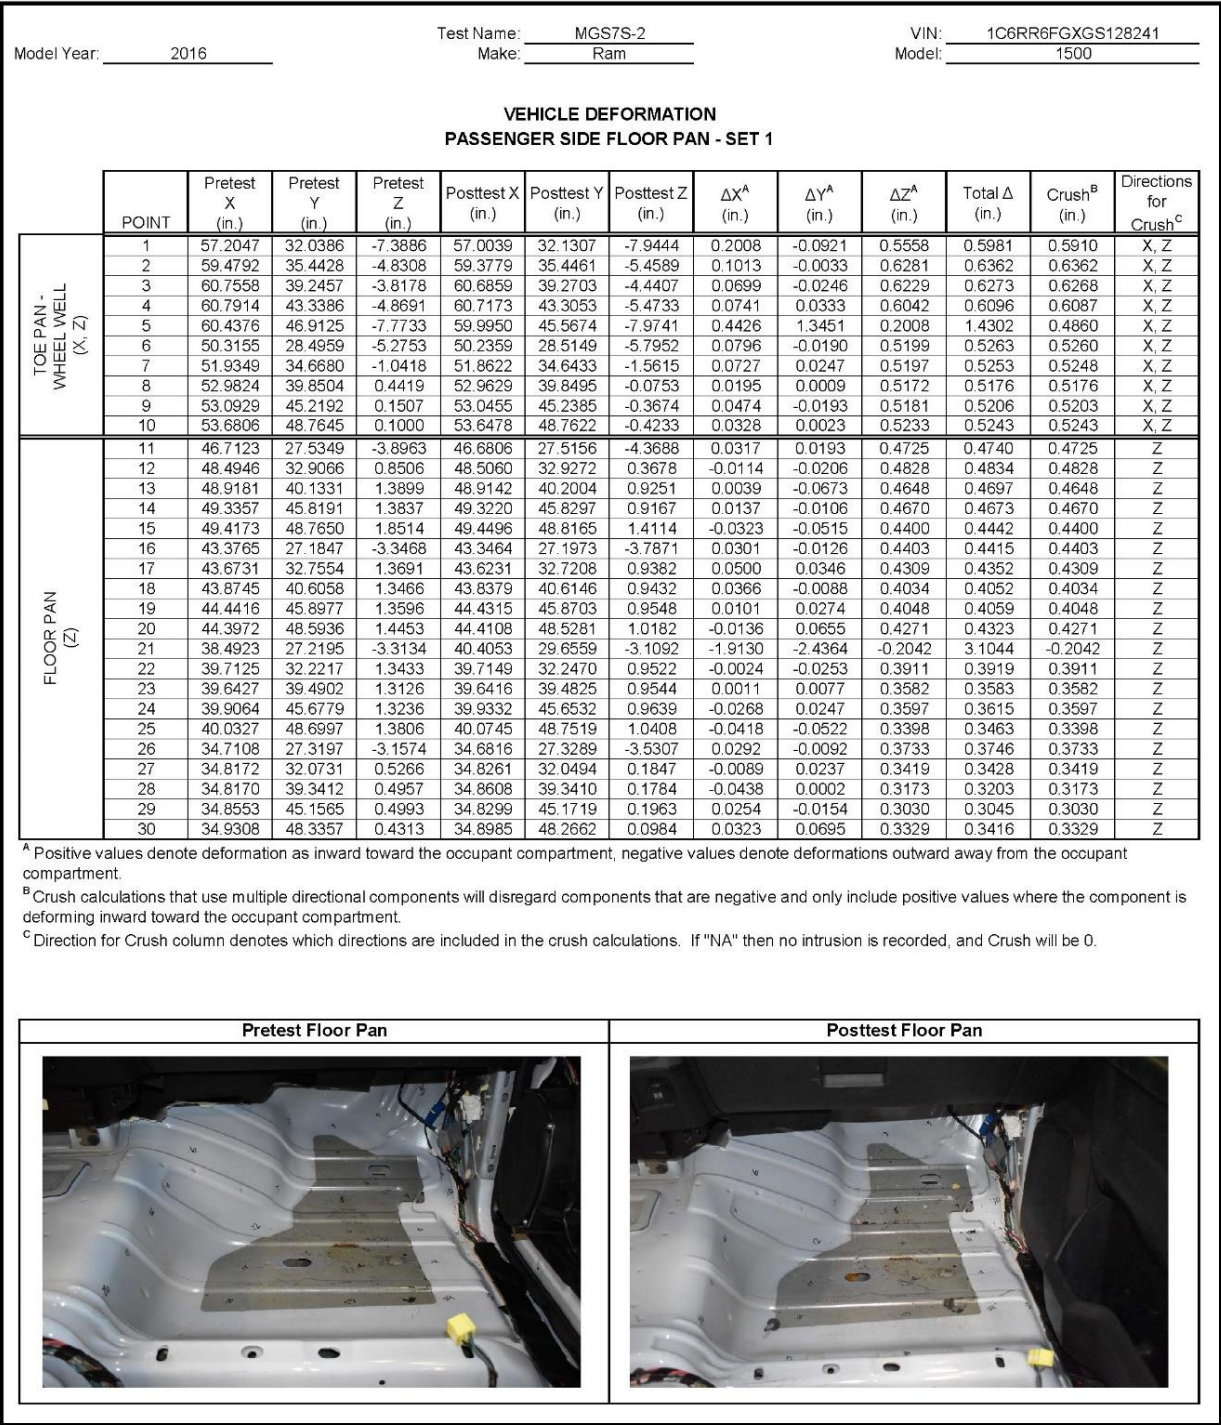 Test Name: MGS7S-2 VIN: 1C6RR6FGXGS128241
Model Year: 2016 Make: Ram Model: 1500
VEHICLE DEFORMATION
PASSENGER SIDE FLOOR PAN - SET 1
POINT Pretest X (in.) Pretest Y (in.) Pretest Z (in.) Posttest X (in.) Posttest Y (in.) Posttest Z (in.) ΔXᴬ (in.) ΔYᴬ (in.) ΔZᴬ (in.) Total Δ (in.) Crushᴮ (in.) Directions for Crushᶜ
TOE PAN - WHEEL WELL (X, Z)
1 57.2047 32.0386 -7.3886 57.0039 32.1307 -7.9444 0.2008 -0.0921 0.5558 0.5981 0.5910 X, Z
2 59.4792 35.4428 -4.8308 59.3779 35.4461 -5.4589 0.1013 -0.0033 0.6281 0.6362 0.6362 X, Z
3 60.7558 39.2457 -3.8178 60.6859 39.2703 -4.4407 0.0699 -0.0246 0.6229 0.6273 0.6268 X, Z
4 60.7914 43.3386 -4.8691 60.7173 43.3053 -5.4733 0.0741 0.0333 0.6042 0.6096 0.6087 X, Z
5 60.4376 46.9125 -7.7733 59.9950 45.5674 -7.9741 0.4426 1.3451 0.2008 1.4302 0.4860 X, Z
6 50.3155 28.4959 -5.2753 50.2359 28.5149 -5.7952 0.0796 -0.0190 0.5199 0.5263 0.5260 X, Z
7 51.9349 34.6680 -1.0418 51.8622 34.6433 -1.5615 0.0727 0.0247 0.5197 0.5253 0.5248 X, Z
8 52.9824 39.8504 0.4419 52.9629 39.8495 -0.0753 0.0195 0.0009 0.5172 0.5176 0.5176 X, Z
9 53.0929 45.2192 0.1507 53.0455 45.2385 -0.3674 0.0474 -0.0193 0.5181 0.5206 0.5203 X, Z
10 53.6806 48.7645 0.1000 53.6478 48.7622 -0.4233 0.0328 0.0023 0.5233 0.5243 0.5243 X, Z
FLOOR PAN (Z)
11 46.7123 27.5349 -3.8963 46.6806 27.5156 -4.3688 0.0317 0.0193 0.4725 0.4740 0.4725 Z
12 48.4946 32.9066 0.8506 48.5060 32.9272 0.3678 -0.0114 -0.0206 0.4828 0.4834 0.4828 Z
13 48.9181 40.1331 1.3899 48.9142 40.2004 0.9251 0.0039 -0.0673 0.4648 0.4697 0.4648 Z
14 49.3357 45.8191 1.3837 49.3220 45.8297 0.9167 0.0137 -0.0106 0.4670 0.4673 0.4670 Z
15 49.4173 48.7650 1.8514 49.4496 48.8165 1.4114 -0.0323 -0.0515 0.4400 0.4442 0.4400 Z
16 43.3765 27.1847 -3.3468 43.3464 27.1973 -3.7871 0.0301 -0.0126 0.4403 0.4415 0.4403 Z
17 43.6731 32.7554 1.3691 43.6231 32.7208 0.9382 0.0500 0.0346 0.4309 0.4352 0.4309 Z
18 43.8745 40.6058 1.3466 43.8379 40.6146 0.9432 0.0366 -0.0088 0.4034 0.4052 0.4034 Z
19 44.4416 45.8977 1.3596 44.4315 45.8703 0.9548 0.0101 0.0274 0.4048 0.4059 0.4048 Z
20 44.3972 48.5936 1.4453 44.4108 48.5281 1.0182 -0.0136 0.0655 0.4271 0.4323 0.4271 Z
21 38.4923 27.2195 -3.3134 40.4053 29.6559 -3.1092 -1.9130 -2.4364 -0.2042 3.1044 -0.2042 Z
22 39.7125 32.2217 1.3433 39.7149 32.2470 0.9522 -0.0024 -0.0253 0.3911 0.3919 0.3911 Z
23 39.6427 39.4902 1.3126 39.6416 39.4825 0.9544 0.0011 0.0077 0.3582 0.3583 0.3582 Z
24 39.9064 45.6779 1.3236 39.9332 45.6532 0.9639 -0.0268 0.0247 0.3597 0.3615 0.3597 Z
25 40.0327 48.6997 1.3806 40.0745 48.7519 1.0408 -0.0418 -0.0522 0.3398 0.3463 0.3398 Z
26 34.7108 27.3197 -3.1574 34.6816 27.3289 -3.5307 0.0292 -0.0092 0.3733 0.3746 0.3733 Z
27 34.8172 32.0731 0.5266 34.8261 32.0494 0.1847 -0.0089 0.0237 0.3419 0.3428 0.3419 Z
28 34.8170 39.3412 0.4957 34.8608 39.3410 0.1784 -0.0438 0.0002 0.3173 0.3203 0.3173 Z
29 34.8553 45.1565 0.4993 34.8299 45.1719 0.1963 0.0254 -0.0154 0.3030 0.3045 0.3030 Z
30 34.9308 48.3357 0.4313 34.8985 48.2662 0.0984 0.0323 0.0695 0.3329 0.3416 0.3329 Z
ᴬ Positive values denote deformation as inward toward the occupant compartment, negative values denote deformations outward away from the occupant
compartment.
ᴮ Crush calculations that use multiple directional components will disregard components that are negative and only include positive values where the component is
deforming inward toward the occupant compartment.
ᶜ Direction for Crush column denotes which directions are included in the crush calculations. If "NA" then no intrusion is recorded, and Crush will be 0.
Pretest Floor Pan Posttest Floor Pan